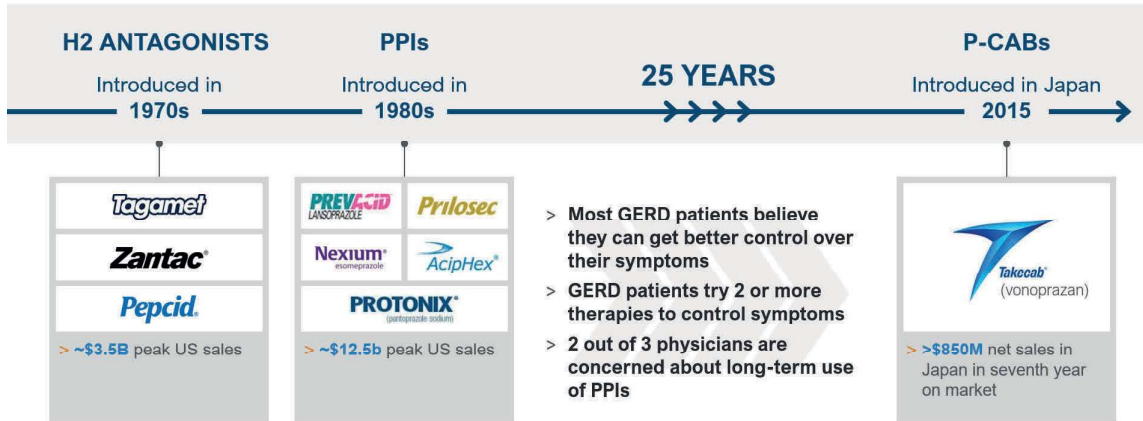 H2 ANTAGONISTS
Introduced in
1970s
PPIs
Introduced in
1980s
25 YEARS
P-CABs
Introduced in Japan
2015
Tagamet
Zantac®
Pepcid®
> ~$3.5B peak US sales
PREVACID
LANSOPRAZOLE
Prilosec
Nexium®
esomeprazole
AcipHex®
PROTONIX®
(pantoprazole sodium)
> ~$12.5b peak US sales
> Most GERD patients believe
they can get better control over
their symptoms
> GERD patients try 2 or more
therapies to control symptoms
> 2 out of 3 physicians are
concerned about long-term use
of PPIs
Takecab®
(vonoprazan)
> >$850M net sales in
Japan in seventh year
on market